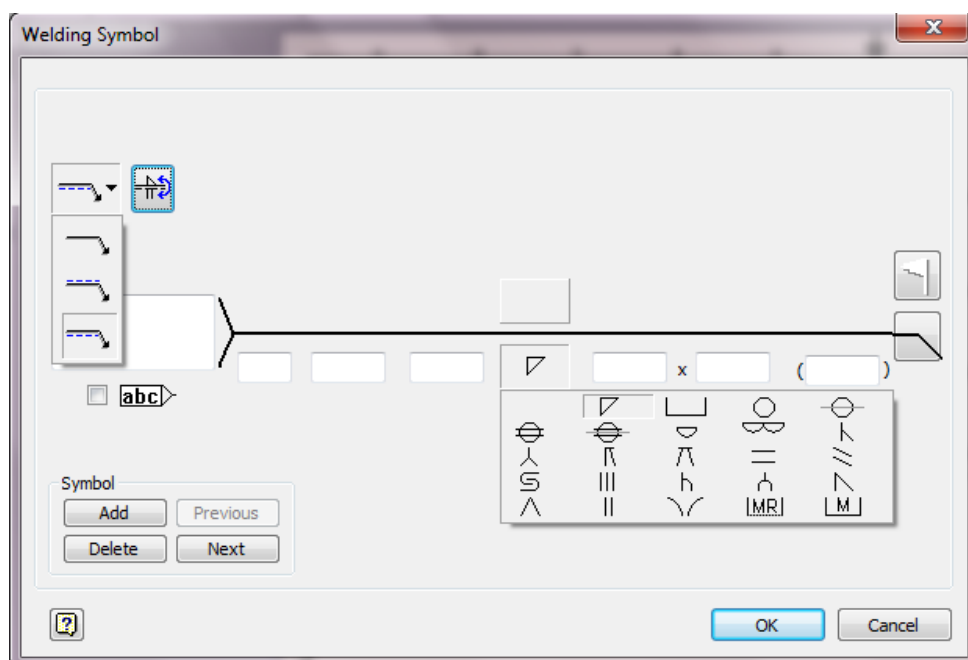 Welding Symbol
x ( )
abc
MR M
Symbol
Add Previous
Delete Next
OK Cancel